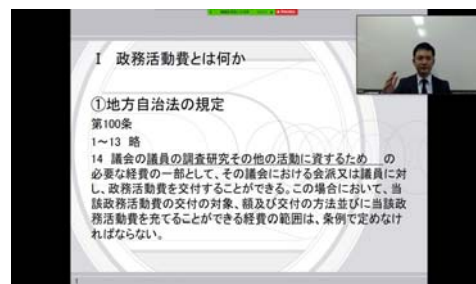 Ⅰ 政務活動費とは何か
①地方自治法の規定
第100条
1～13 略
14 議会の議員の調査研究その他の活動に資するため の
必要な経費の一部として、その議会における会派又は議員に対
し、政務活動費を交付することができる。この場合において、当
該政務活動費の交付の対象、額及び交付の方法並びに当該政
務活動費を充てることができる経費の範囲は、条例で定めなけ
ればならない。
1